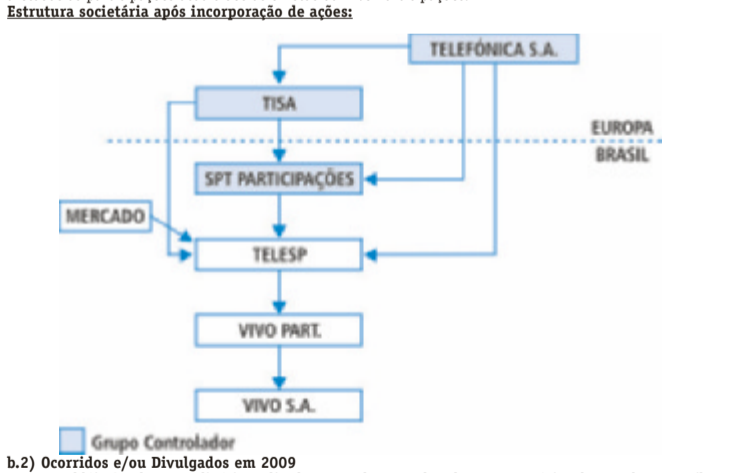 Estrutura societária após incorporação de ações:
TELEFÓNICA S.A.
TISA
EUROPA
BRASIL
SPT PARTICIPAÇÕES
MERCADO
TELESP
VIVO PART.
VIVO S.A.
Grupo Controlador
b.2) Ocorridos e/ou Divulgados em 2009